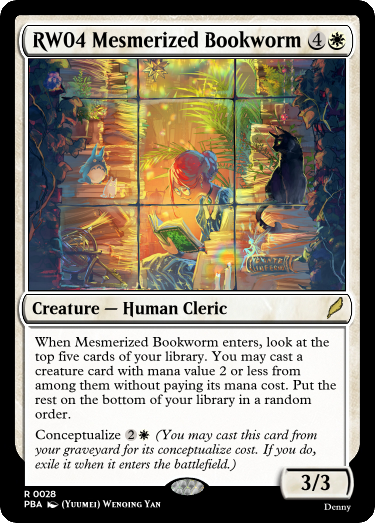 RW04 Mesmerized Bookworm 4
Creature — Human Cleric
When Mesmerized Bookworm enters, look at the
top five cards of your library. You may cast a
creature card with mana value 2 or less from
among them without paying its mana cost. Put the
rest on the bottom of your library in a random
order.
Conceptualize 2 (You may cast this card from
your graveyard for its conceptualize cost. If you do,
exile it when it enters the battlefield.)
3/3
R 0028
PBA (Yuumei) Wenqing Yan
Denny